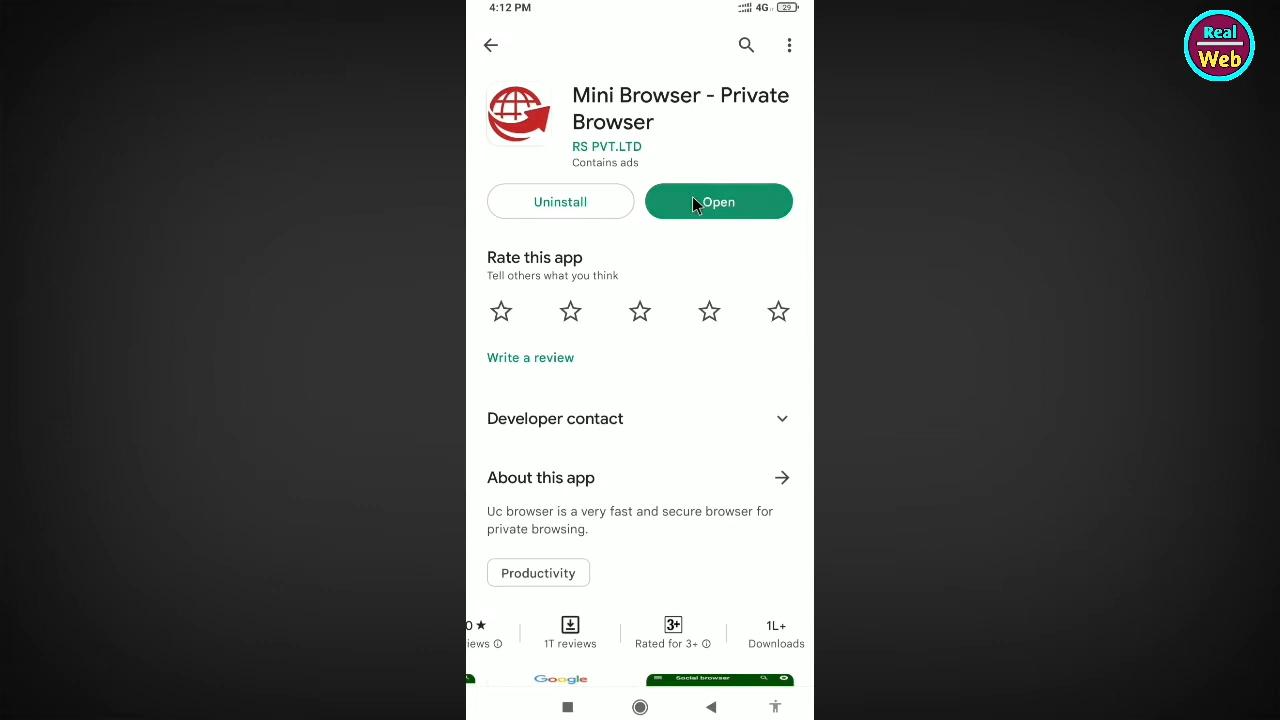 4:12 PM
4G
29
Real
Web
Mini Browser - Private
Browser
RS PVT.LTD
Contains ads
Uninstall
Open
Rate this app
Tell others what you think
Write a review
Developer contact
About this app
Uc browser is a very fast and secure browser for
private browsing.
Productivity
0 ★
iews
1T reviews
3+
Rated for 3+
1L+
Downloads
Google
Social browser